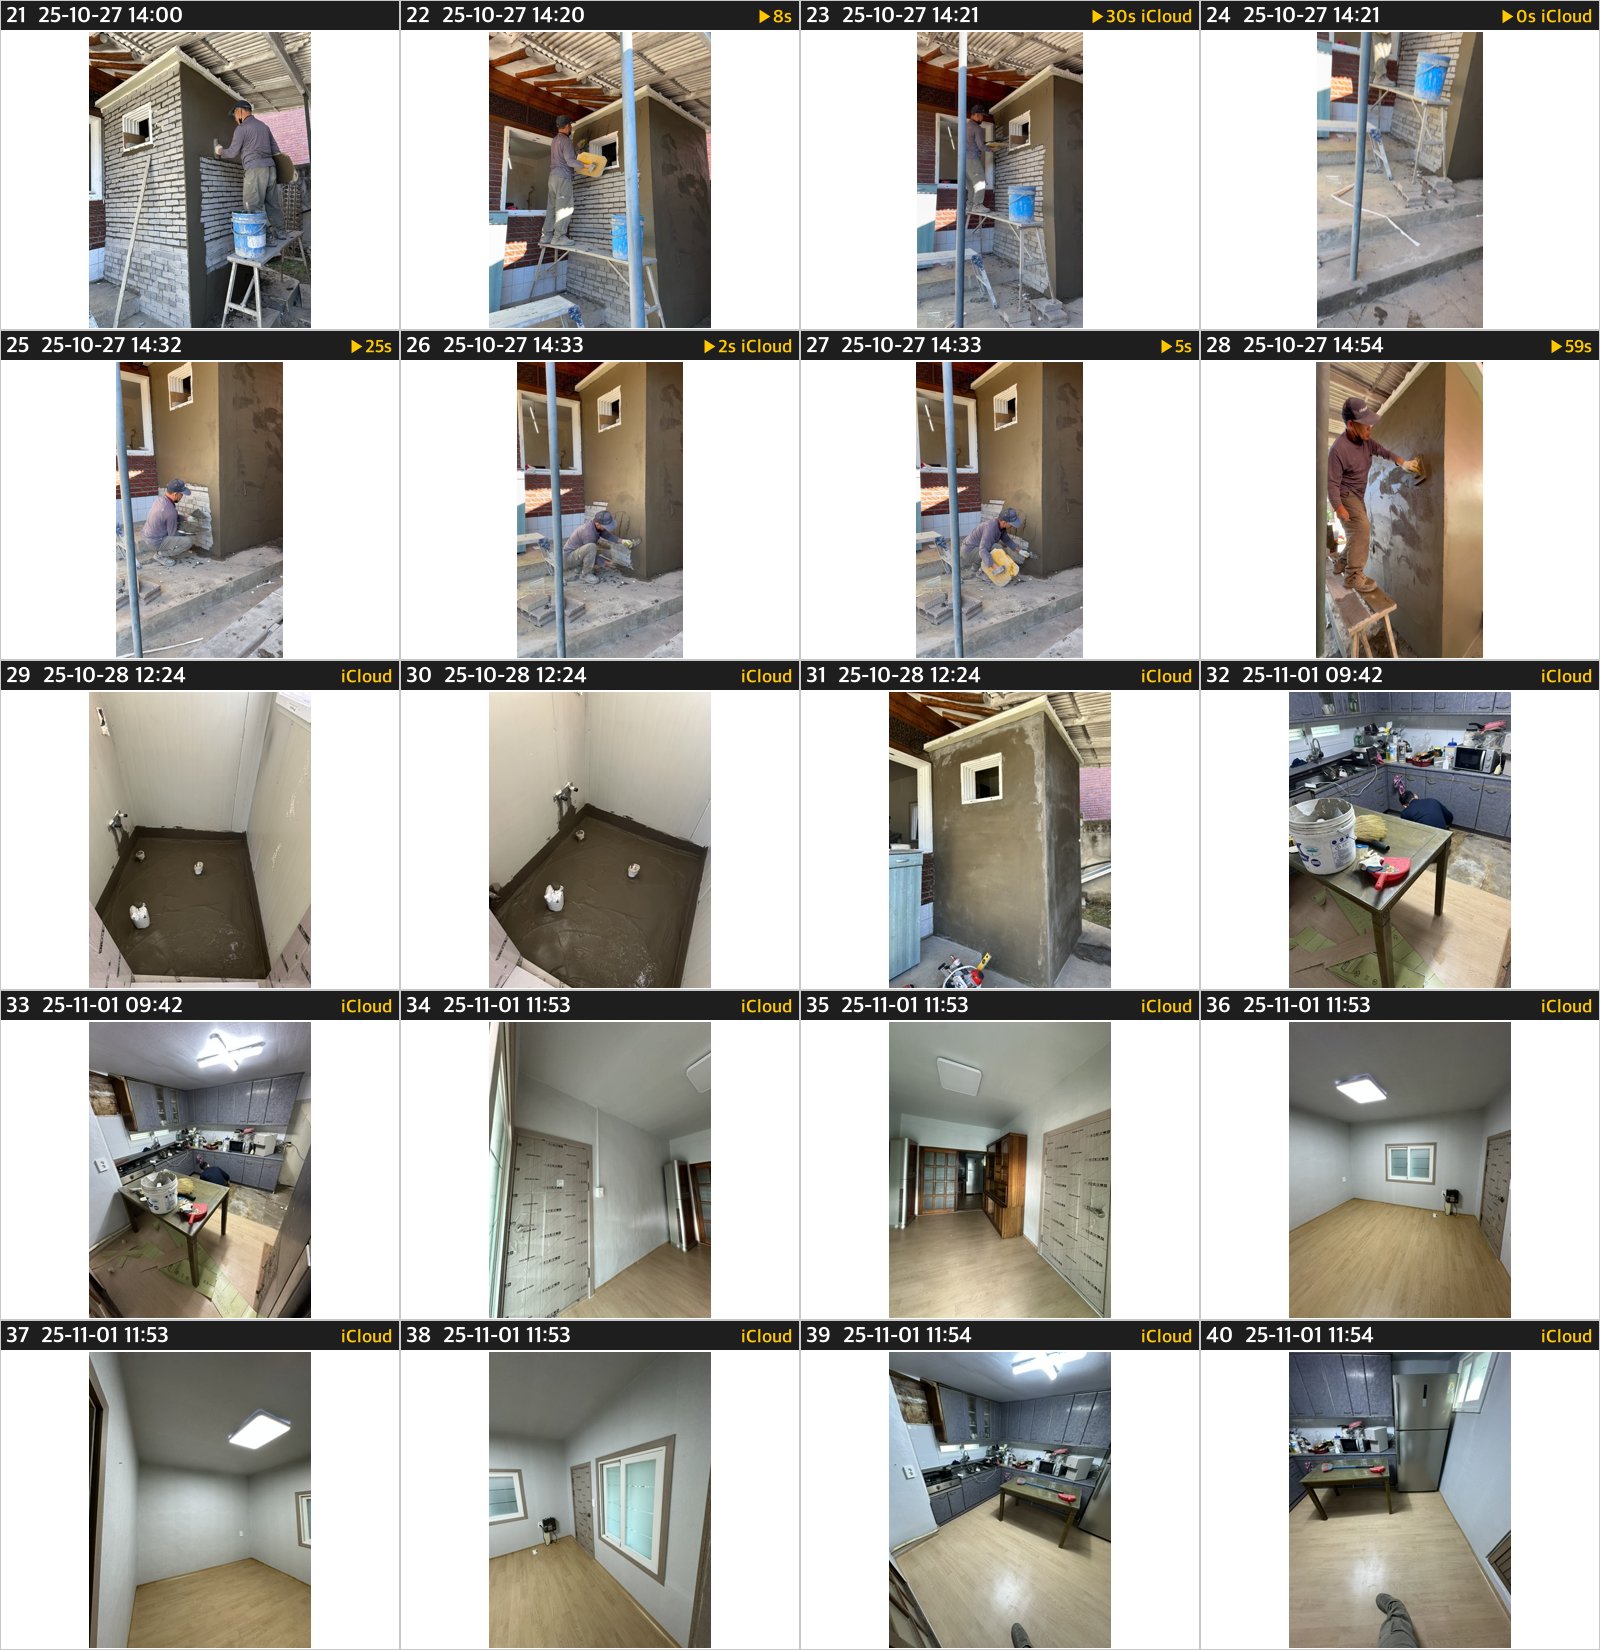 21 25-10-27 14:00
22 25-10-27 14:20 ▶8s
23 25-10-27 14:21 ▶30s iCloud
24 25-10-27 14:21 ▶0s iCloud
25 25-10-27 14:32 ▶25s
26 25-10-27 14:33 ▶2s iCloud
27 25-10-27 14:33 ▶5s
28 25-10-27 14:54 ▶59s
29 25-10-28 12:24 iCloud
30 25-10-28 12:24 iCloud
31 25-10-28 12:24 iCloud
32 25-11-01 09:42 iCloud
33 25-11-01 09:42 iCloud
34 25-11-01 11:53 iCloud
35 25-11-01 11:53 iCloud
36 25-11-01 11:53 iCloud
37 25-11-01 11:53 iCloud
38 25-11-01 11:53 iCloud
39 25-11-01 11:54 iCloud
40 25-11-01 11:54 iCloud